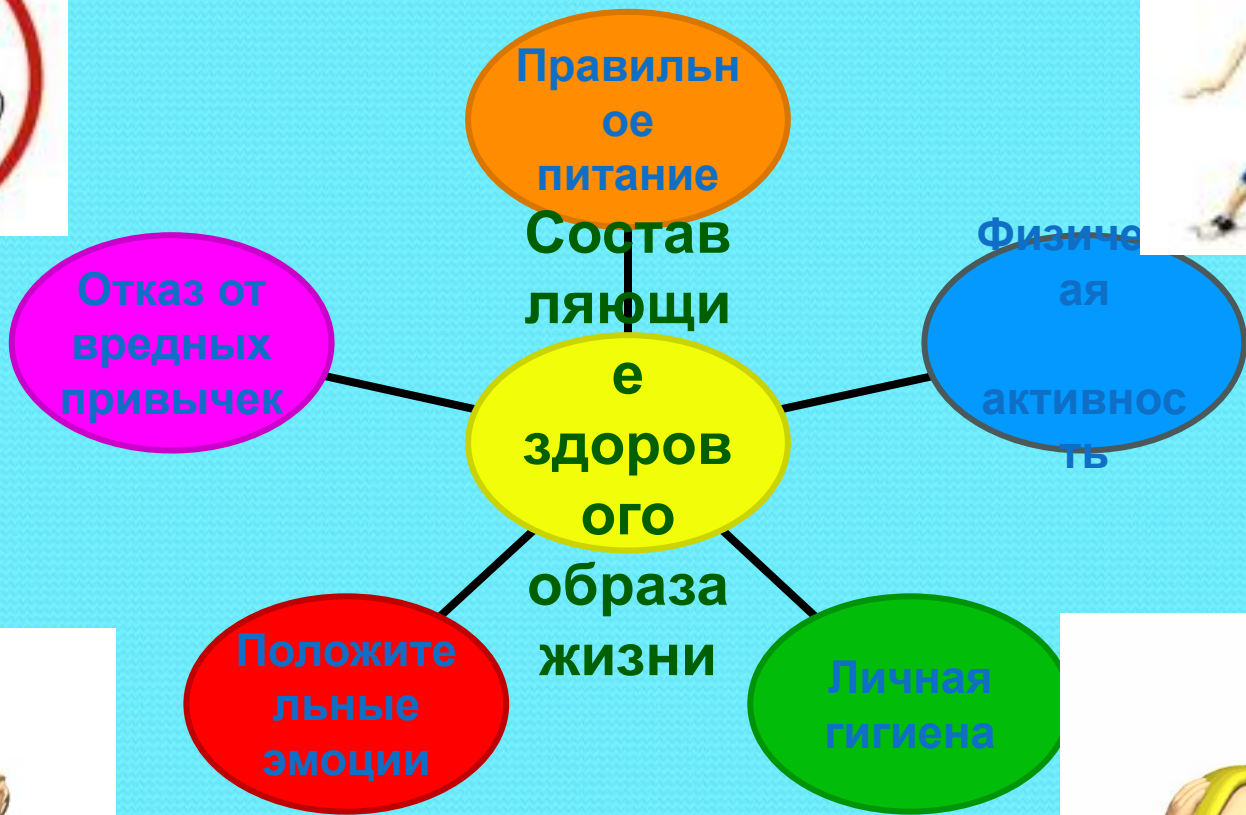 Правильн
ое
питание
Состав
ляющи
е
здоров
ого
образа
жизни
Отказ от
вредных
привычек
Физиче
ая
активнос
ть
Положите
льные
эмоции
Личная
гигиена